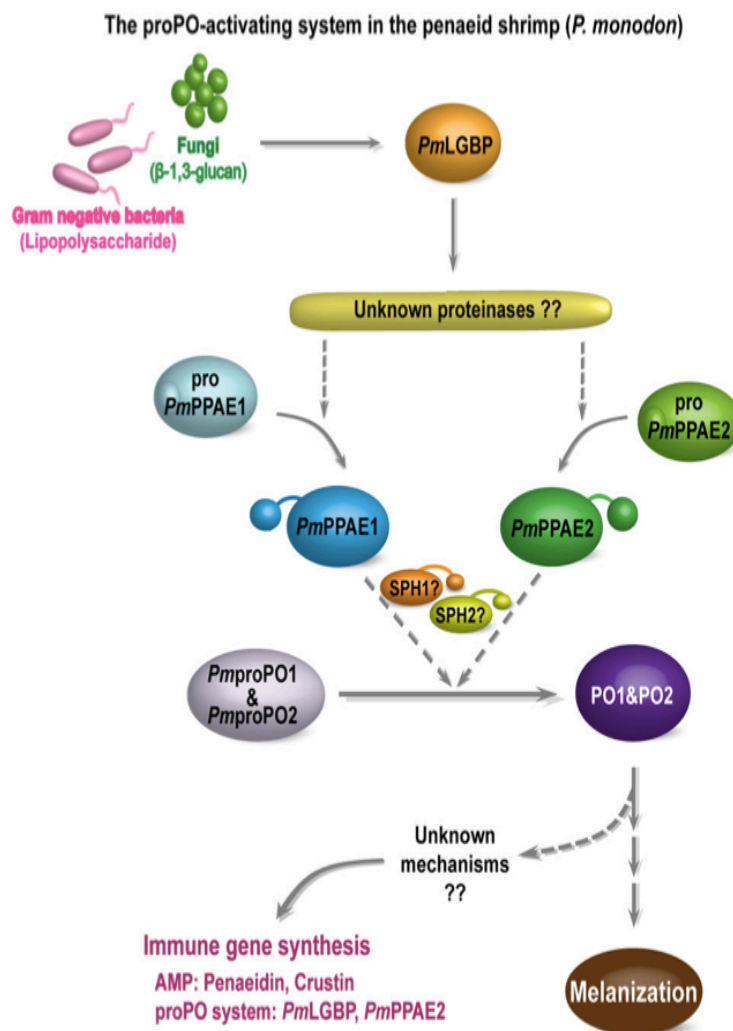 The proPO-activating system in the penaeid shrimp (P. monodon)
Fungi
(β-1,3-glucan)
PmLGBP
Gram negative bacteria
(Lipopolysaccharide)
Unknown proteinases ??
pro
PmPPAE1
pro
PmPPAE2
PmPPAE1
PmPPAE2
SPH1?
SPH2?
PmproPO1
&
PmproPO2
PO1&PO2
Unknown
mechanisms
??
Immune gene synthesis
AMP: Penaeidin, Crustin
proPO system: PmLGBP, PmPPAE2
Melanization